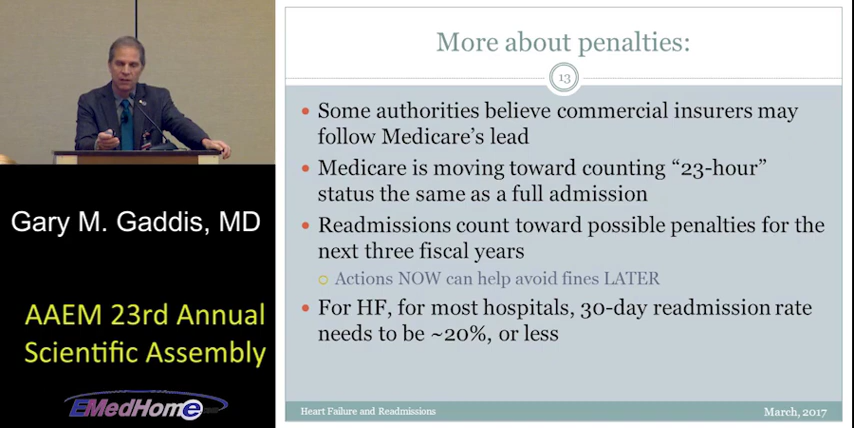 Gary M. Gaddis, MD
AAEM 23rd Annual
Scientific Assembly
EMedHome
More about penalties:
13
Some authorities believe commercial insurers may
follow Medicare's lead
Medicare is moving toward counting “23-hour”
status the same as a full admission
Readmissions count toward possible penalties for the
next three fiscal years
Actions NOW can help avoid fines LATER
For HF, for most hospitals, 30-day readmission rate
needs to be ~20%, or less
Heart Failure and Readmissions
March, 2017